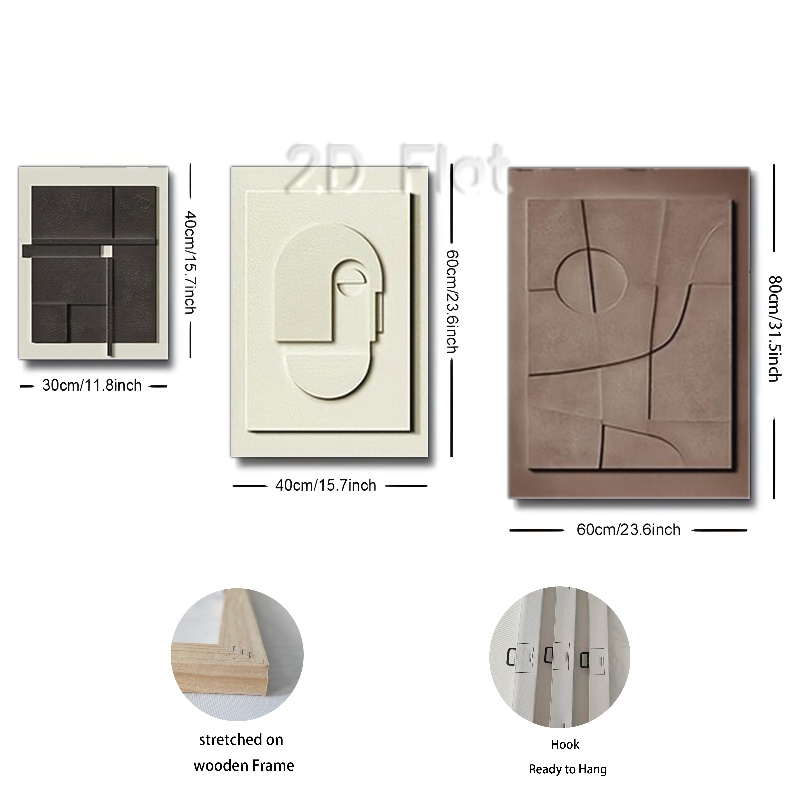 2D Flat
40cm/15.7inch
30cm/11.8inch
60cm/23.6inch
40cm/15.7inch
80cm/31.5inch
60cm/23.6inch
stretched on
wooden Frame
Hook
Ready to Hang